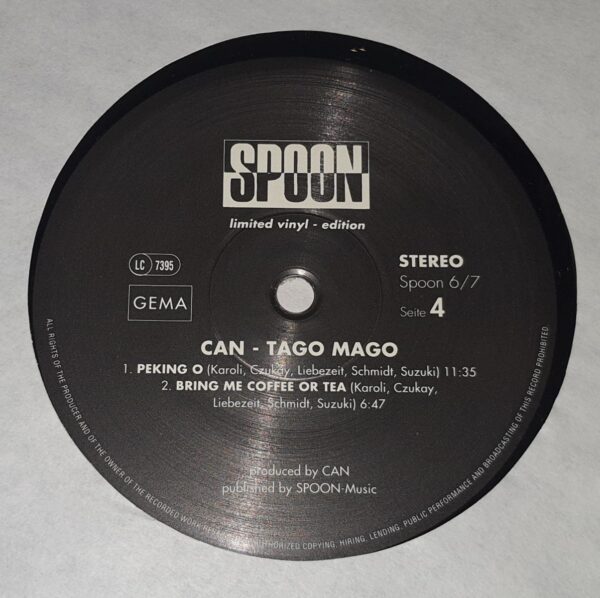 SPOON
limited vinyl - edition
LC 7395
GEMA
STEREO
Spoon 6/7
Seite 4
CAN - TAGO MAGO
1. PEKING O (Karoli, Czukay, Liebezeit, Schmidt, Suzuki) 11:35
2. BRING ME COFFEE OR TEA (Karoli, Czukay,
Liebezeit, Schmidt, Suzuki) 6:47
produced by CAN
published by SPOON-Music
ALL RIGHTS OF THE PRODUCER AND OF THE OWNER OF THE RECORDED WORK COPYING, HIRING, LENDING, PUBLIC PERFORMANCE AND BROADCASTING OF THIS RECORD PROHIBITED